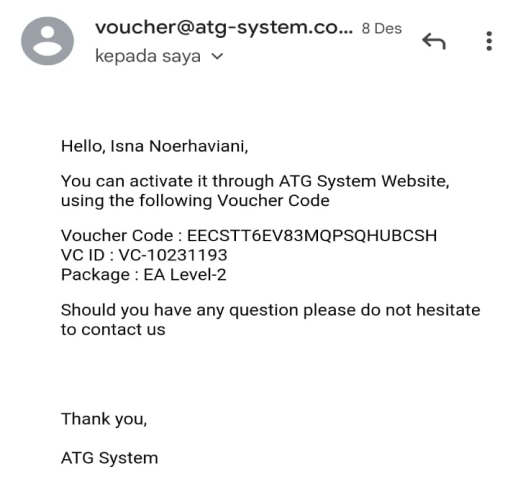 voucher@atg-system.co... 8 Des
kepada saya
Hello, Isna Noerhaviani,
You can activate it through ATG System Website,
using the following Voucher Code
Voucher Code : EECSTT6EV83MQPSQHUBCSH
VC ID : VC-10231193
Package : EA Level-2
Should you have any question please do not hesitate
to contact us
Thank you,
ATG System